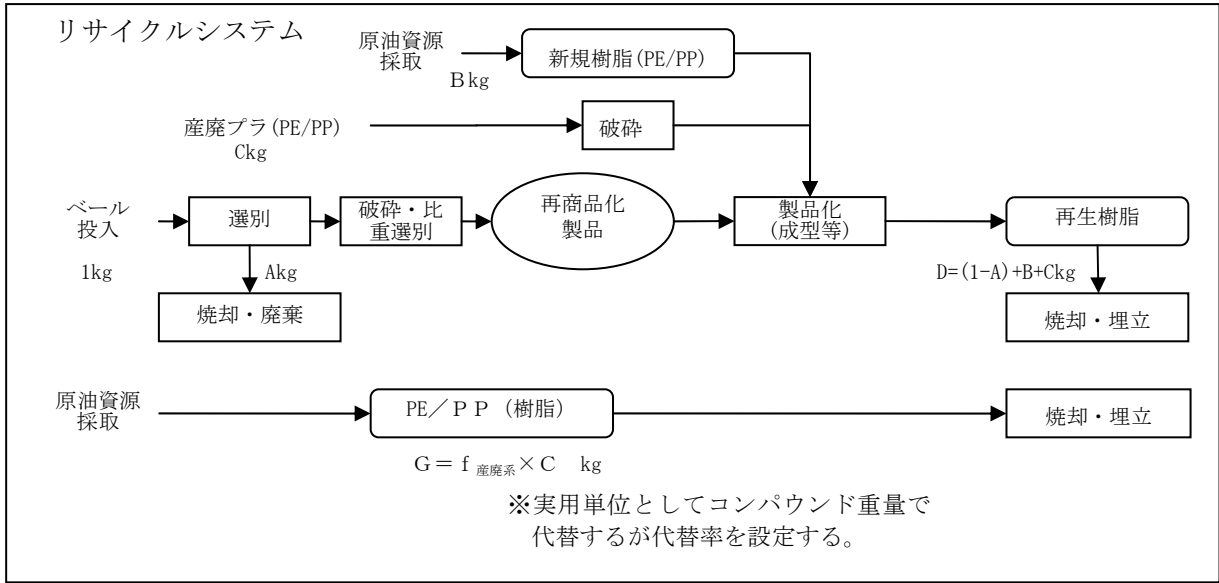 リサイクルシステム
原油資源
採取
Ｂkg
新規樹脂(PE/PP)
産廃プラ(PE/PP)
Ckg
破砕
ベール
投入
1kg
選別
破砕・比
重選別
再商品化
製品
製品化
(成型等)
再生樹脂
Akg
D=(1-A)+B+Ckg
焼却・廃棄
焼却・埋立
原油資源
採取
PE／ＰＰ（樹脂）
焼却・埋立
Ｇ＝ｆ産廃系×Ｃ　kg
※実用単位としてコンパウンド重量で
代替するが代替率を設定する。